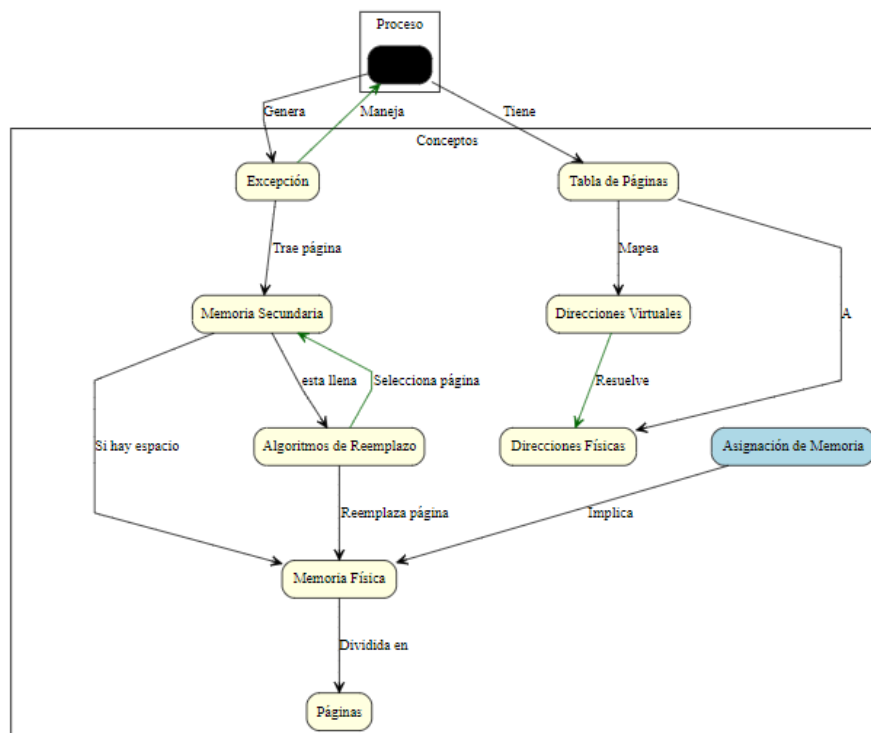 Proceso
Genera
Maneja
Tiene
Conceptos
Excepción
Tabla de Páginas
Trae página
Mapea
Memoria Secundaria
Direcciones Virtuales
A
esta llena
Selecciona página
Resuelve
Si hay espacio
Algoritmos de Reemplazo
Direcciones Físicas
Asignación de Memoria
Reemplaza página
Implica
Memoria Física
Dividida en
Páginas